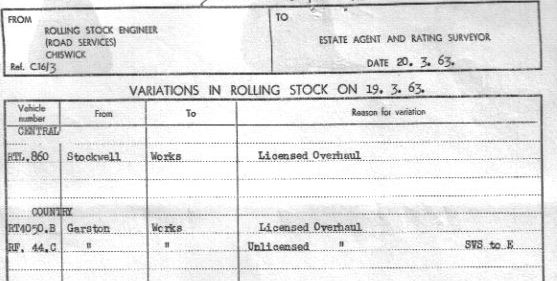 FROM
ROLLING STOCK ENGINEER
(ROAD SERVICES)
CHISWICK
Ref. C16/3
TO
ESTATE AGENT AND RATING SURVEYOR
DATE 20. 3. 63.
VARIATIONS IN ROLLING STOCK ON 19. 3. 63.
Vehicle number From To Reason for variation
CENTRAL
RTL.860 Stockwell Works Licensed Overhaul
COUNTRY
RT4050.B Garston Works Licensed Overhaul
RF. 44.C " " Unlicensed " SVS to E